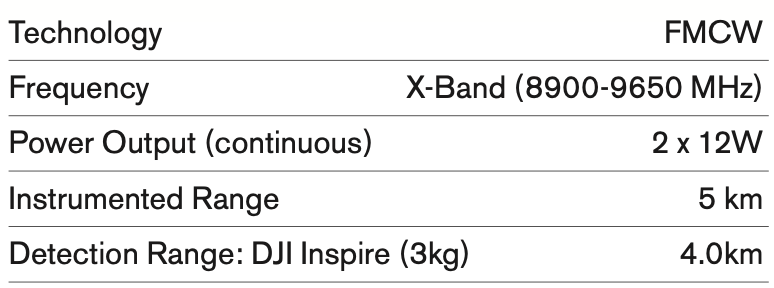 Technology FMCW
Frequency X-Band (8900-9650 MHz)
Power Output (continuous) 2 x 12W
Instrumented Range 5 km
Detection Range: DJI Inspire (3kg) 4.0km